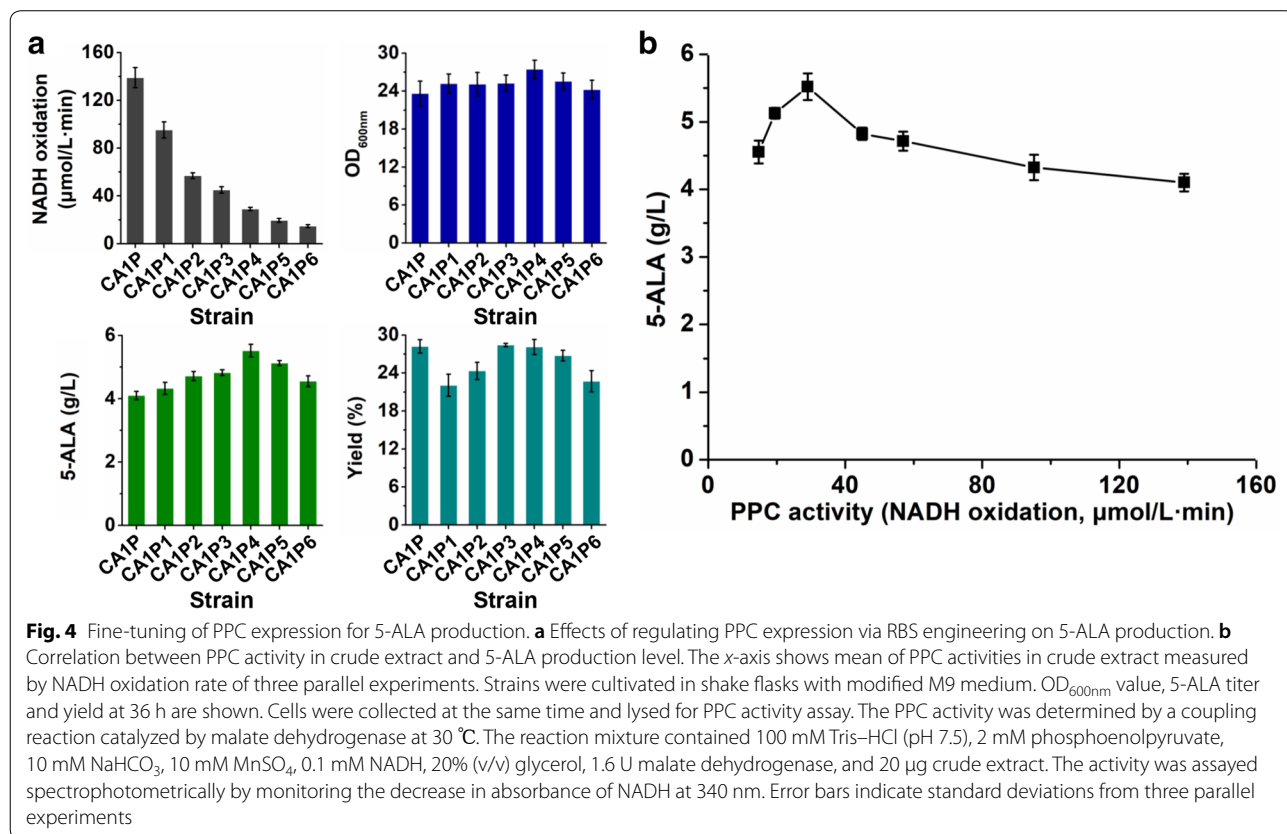 a
160
120
80
40
0
NADH oxidation
(μmol/L·min)
CA1P
CA1P1
CA1P2
CA1P3
CA1P4
CA1P5
CA1P6
Strain
30
24
18
12
6
0
OD600nm
CA1P
CA1P1
CA1P2
CA1P3
CA1P4
CA1P5
CA1P6
Strain
6
4
2
0
5-ALA (g/L)
CA1P
CA1P1
CA1P2
CA1P3
CA1P4
CA1P5
CA1P6
Strain
30
24
18
12
6
0
Yield (%)
CA1P
CA1P1
CA1P2
CA1P3
CA1P4
CA1P5
CA1P6
Strain
b
6
5
4
3
2
1
0
5-ALA (g/L)
0 40 80 120 160
PPC activity (NADH oxidation, μmol/L·min)
Fig. 4 Fine-tuning of PPC expression for 5-ALA production. a Effects of regulating PPC expression via RBS engineering on 5-ALA production. b
Correlation between PPC activity in crude extract and 5-ALA production level. The x-axis shows mean of PPC activities in crude extract measured
by NADH oxidation rate of three parallel experiments. Strains were cultivated in shake flasks with modified M9 medium. OD600nm value, 5-ALA titer
and yield at 36 h are shown. Cells were collected at the same time and lysed for PPC activity assay. The PPC activity was determined by a coupling
reaction catalyzed by malate dehydrogenase at 30 ℃. The reaction mixture contained 100 mM Tris–HCl (pH 7.5), 2 mM phosphoenolpyruvate,
10 mM NaHCO3, 10 mM MnSO4, 0.1 mM NADH, 20% (v/v) glycerol, 1.6 U malate dehydrogenase, and 20 μg crude extract. The activity was assayed
spectrophotometrically by monitoring the decrease in absorbance of NADH at 340 nm. Error bars indicate standard deviations from three parallel
experiments